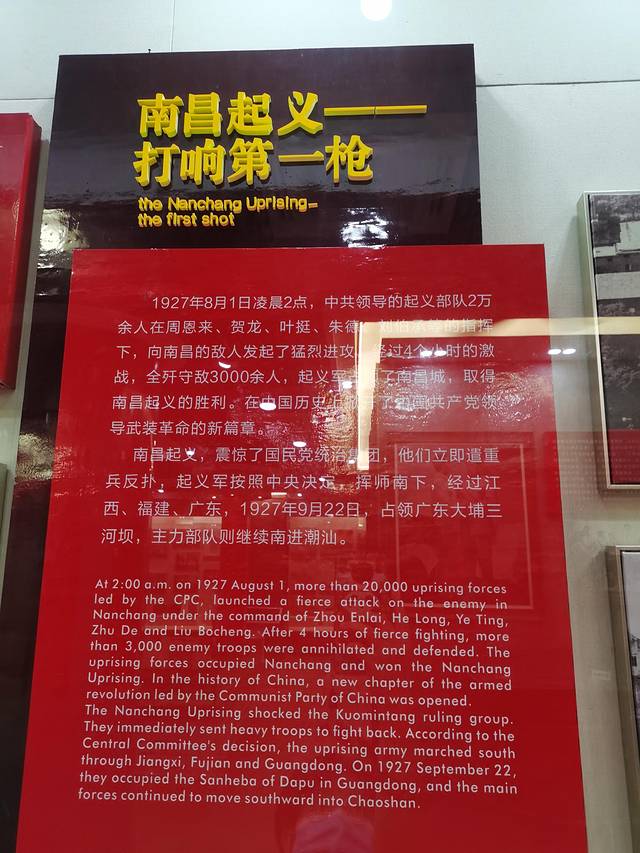 南昌起义——
打响第一枪
the Nanchang Uprising—
the first shot
1927年8月1日凌晨2点，中共领导的起义部队2万
余人在周恩来、贺龙、叶挺、朱德、刘伯承等的指挥
下，向南昌的敌人发起了猛烈进攻。经过4个小时的激
战，全歼守敌3000余人，起义军占领了南昌城，取得
南昌起义的胜利。在中国历史上掀开了中国共产党领
导武装革命的新篇章。
南昌起义，震惊了国民党统治集团，他们立即遣重
兵反扑，起义军按照中央决定，挥师南下，经过江
西、福建、广东，1927年9月22日，占领广东大埔三
河坝，主力部队则继续南进潮汕。
At 2:00 a.m. on 1927 August 1, more than 20,000 uprising forces
led by the CPC, launched a fierce attack on the enemy in
Nanchang under the command of Zhou Enlai, He Long, Ye Ting,
Zhu De and Liu Bocheng. After 4 hours of fierce fighting, more
than 3,000 enemy troops were annihilated and defended. The
uprising forces occupied Nanchang and won the Nanchang
Uprising. In the history of China, a new chapter of the armed
revolution led by the Communist Party of China was opened.
The Nanchang Uprising shocked the Kuomintang ruling group.
They immediately sent heavy troops to fight back. According to the
Central Committee's decision, the uprising army marched south
through Jiangxi, Fujian and Guangdong. On 1927 September 22,
they occupied the Sanheba of Dapu in Guangdong, and the main
forces continued to move southward into Chaoshan.